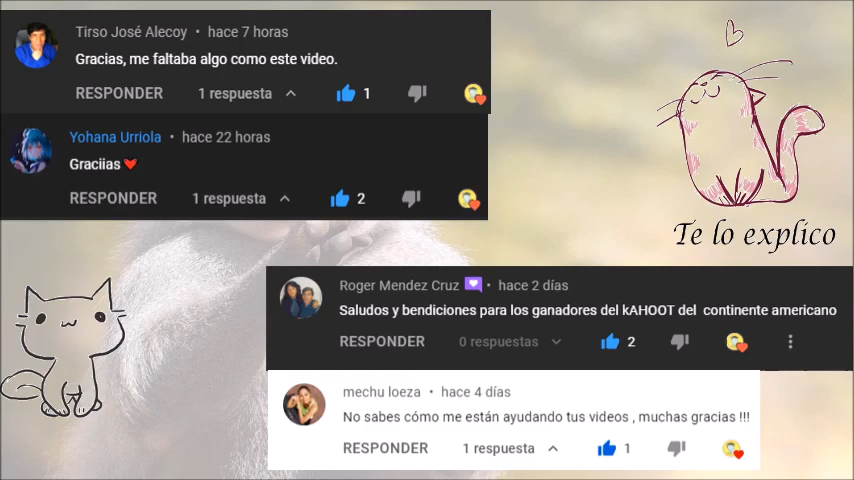 Tirso José Alecoy • hace 7 horas
Gracias, me faltaba algo como este video.
RESPONDER 1 respuesta 1
Yohana Urriola • hace 22 horas
Graciias ❤
RESPONDER 1 respuesta 2
Te lo explico
Roger Mendez Cruz • hace 2 días
Saludos y bendiciones para los ganadores del kAHOOT del continente americano
RESPONDER 0 respuestas 2
mechu loeza • hace 4 días
No sabes cómo me están ayudando tus videos , muchas gracias !!!
RESPONDER 1 respuesta 1